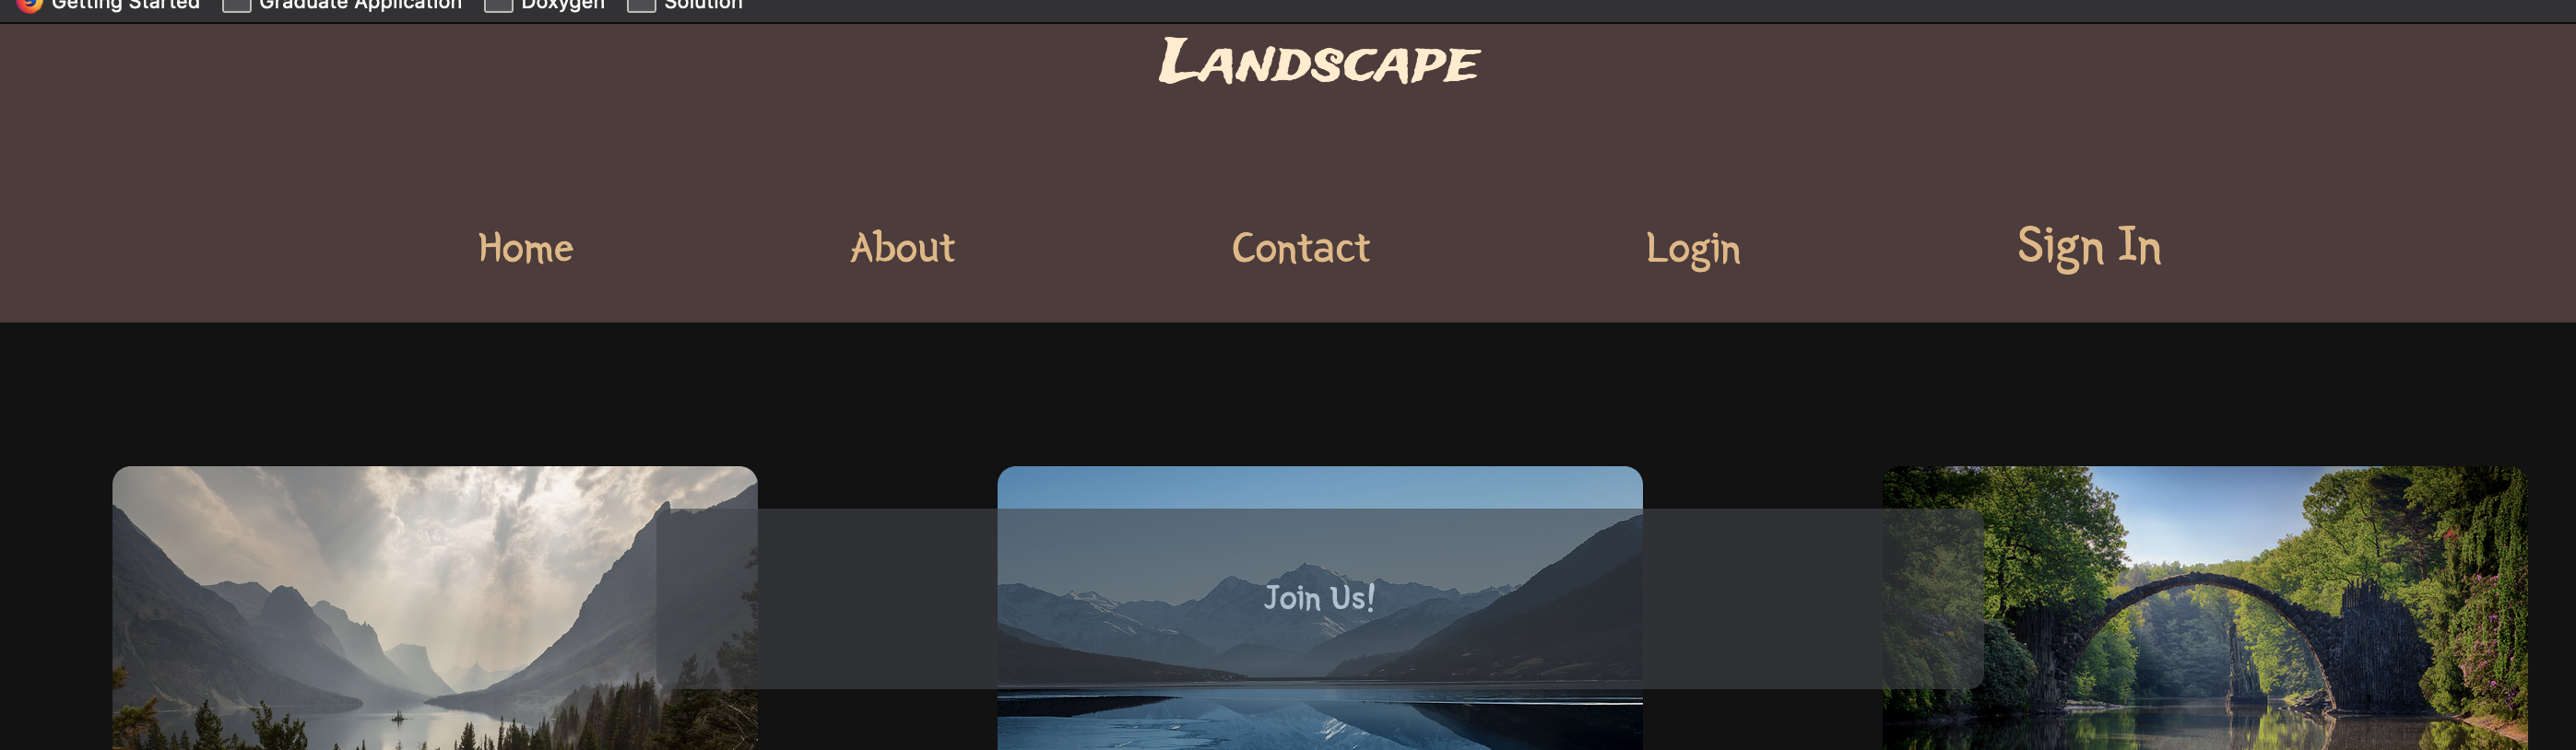 Getting Started Graduate Application Doxygen Solution
Landscape
Home About Contact Login Sign In
Join Us!